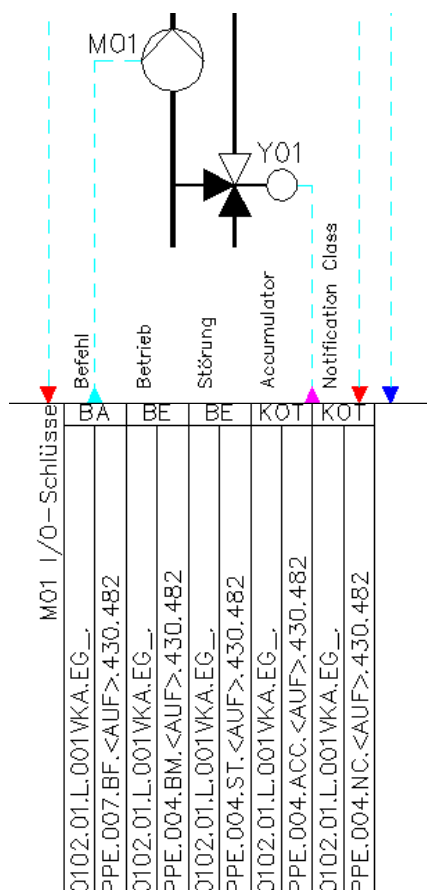 M01
Y01
Befehl
Betrieb
Störung
Accumulator
Notification Class
M01 I/O-Schlüssel
BA
BE
BE
KOT
KOT
0102.01.L.001VKA.EG_.
PPE.007.BF.<AUF>.430.482
0102.01.L.001VKA.EG_.
PPE.004.BM.<AUF>.430.482
0102.01.L.001VKA.EG_.
PPE.004.ST.<AUF>.430.482
0102.01.L.001VKA.EG_.
PPE.004.ACC.<AUF>.430.482
0102.01.L.001VKA.EG_.
PPE.004.NC.<AUF>.430.482